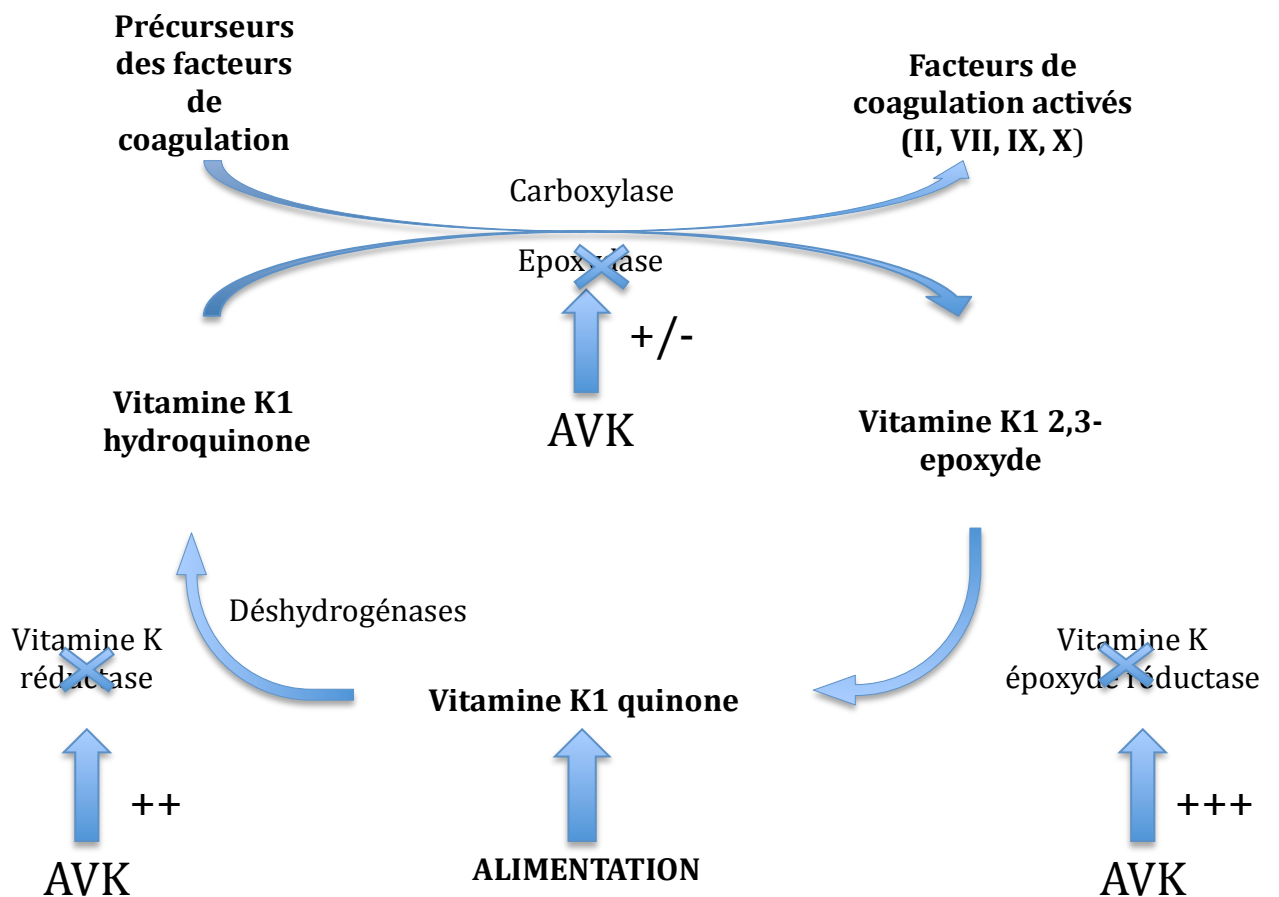 Précurseurs
des facteurs
de
coagulation
Facteurs de
coagulation activés
(II, VII, IX, X)
Carboxylase
Epoxylase
+/-
AVK
Vitamine K1
hydroquinone
Vitamine K1 2,3-
epoxyde
Déshydrogénases
Vitamine K
réductase
Vitamine K
époxyde réductase
Vitamine K1 quinone
++
+++
AVK
ALIMENTATION
AVK